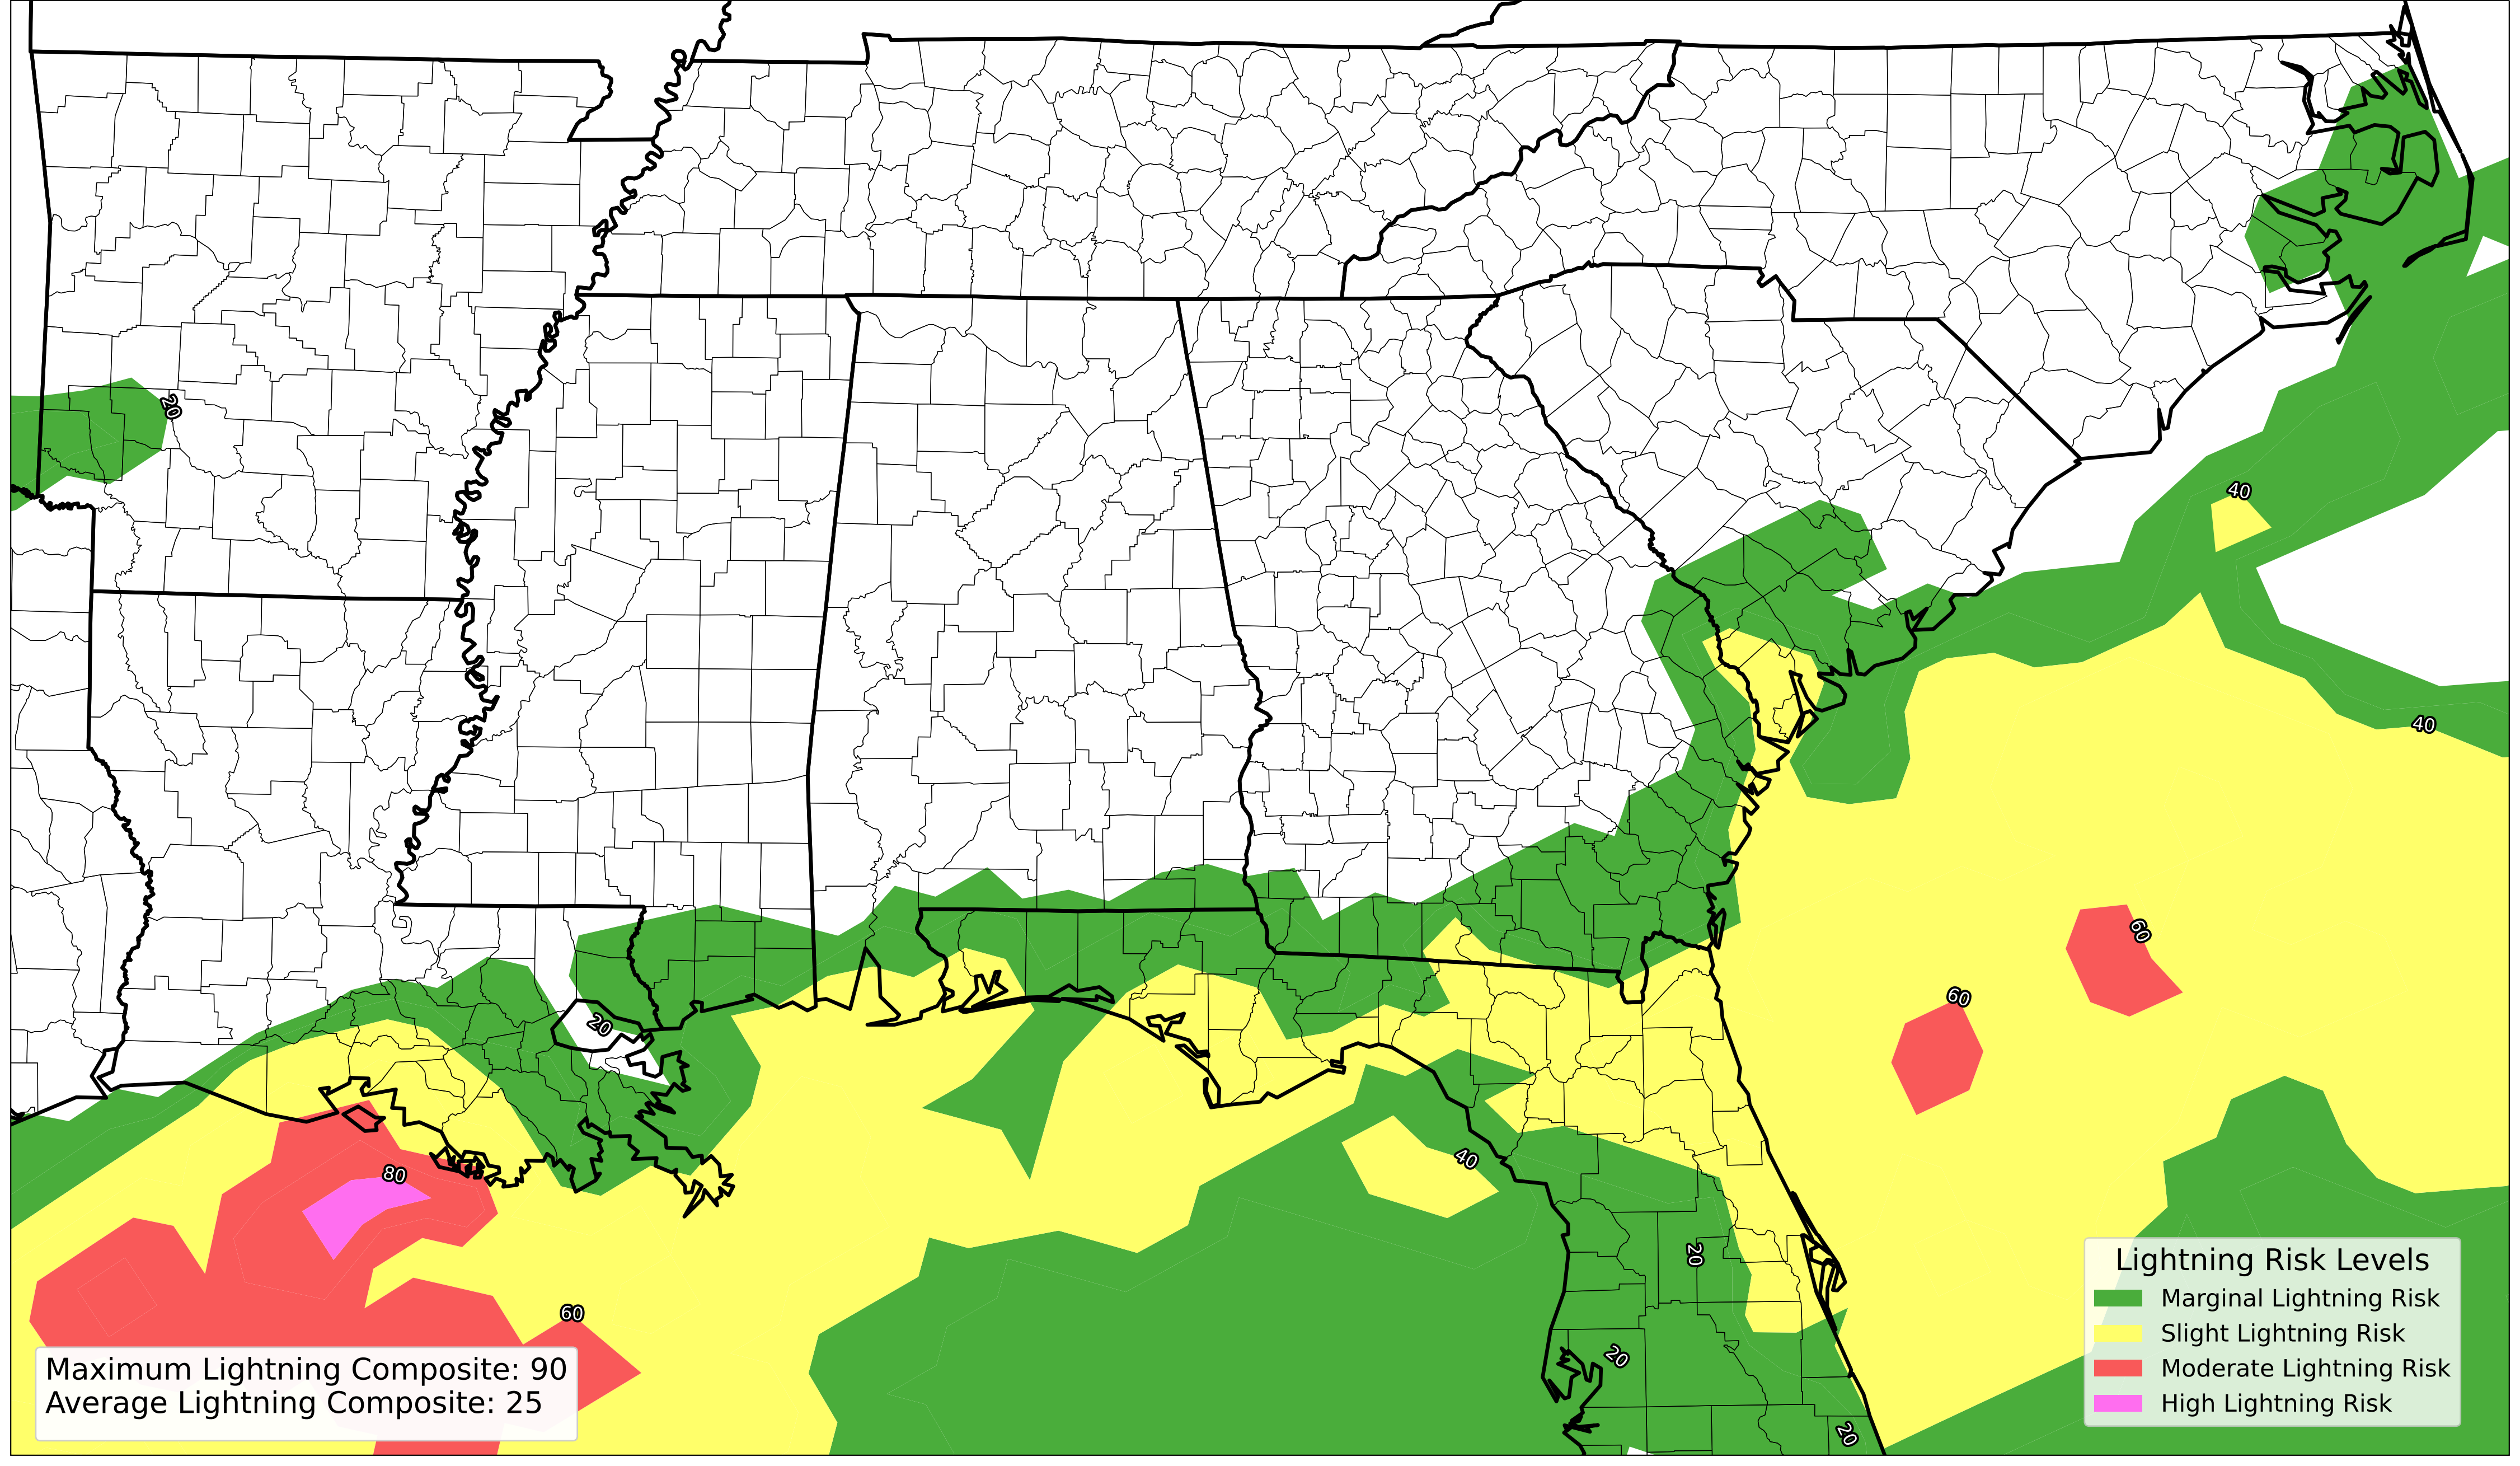 20
40
40
60
60
20
40
80
20
60
20
20
Lightning Risk Levels
Marginal Lightning Risk
Slight Lightning Risk
Moderate Lightning Risk
High Lightning Risk
Maximum Lightning Composite: 90
Average Lightning Composite: 25